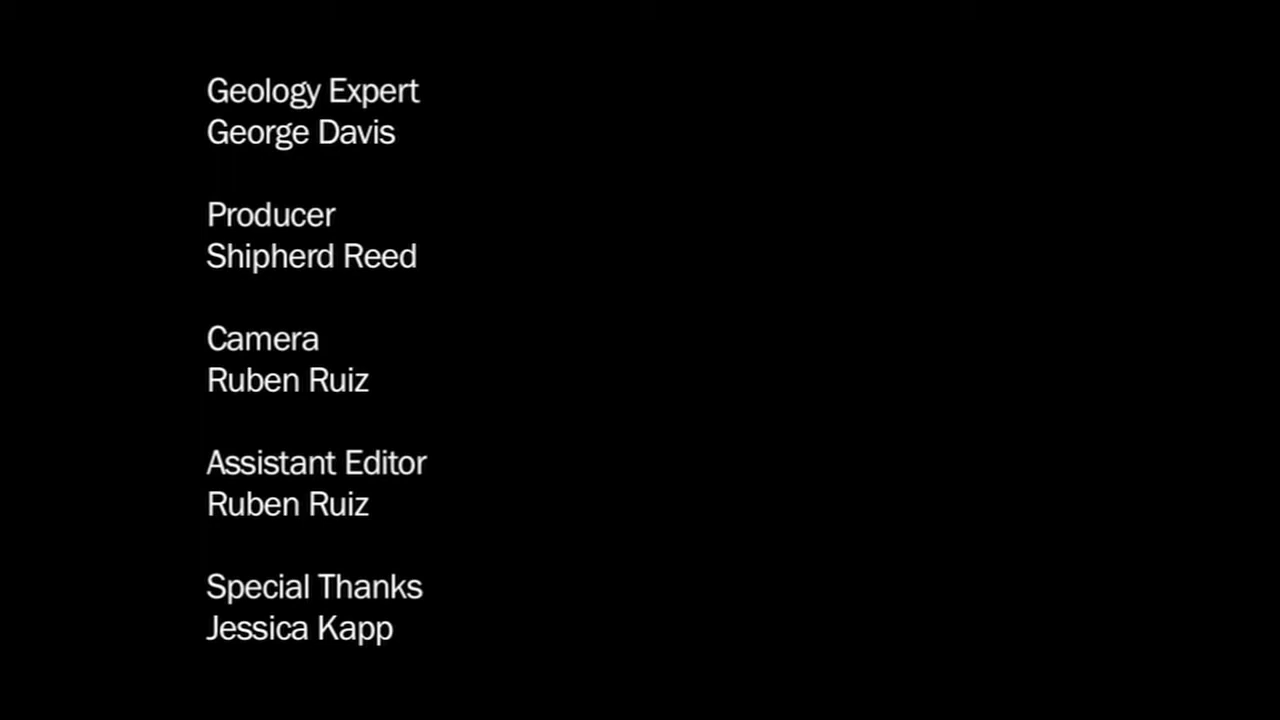 Geology Expert
George Davis
Producer
Shipherd Reed
Camera
Ruben Ruiz
Assistant Editor
Ruben Ruiz
Special Thanks
Jessica Kapp